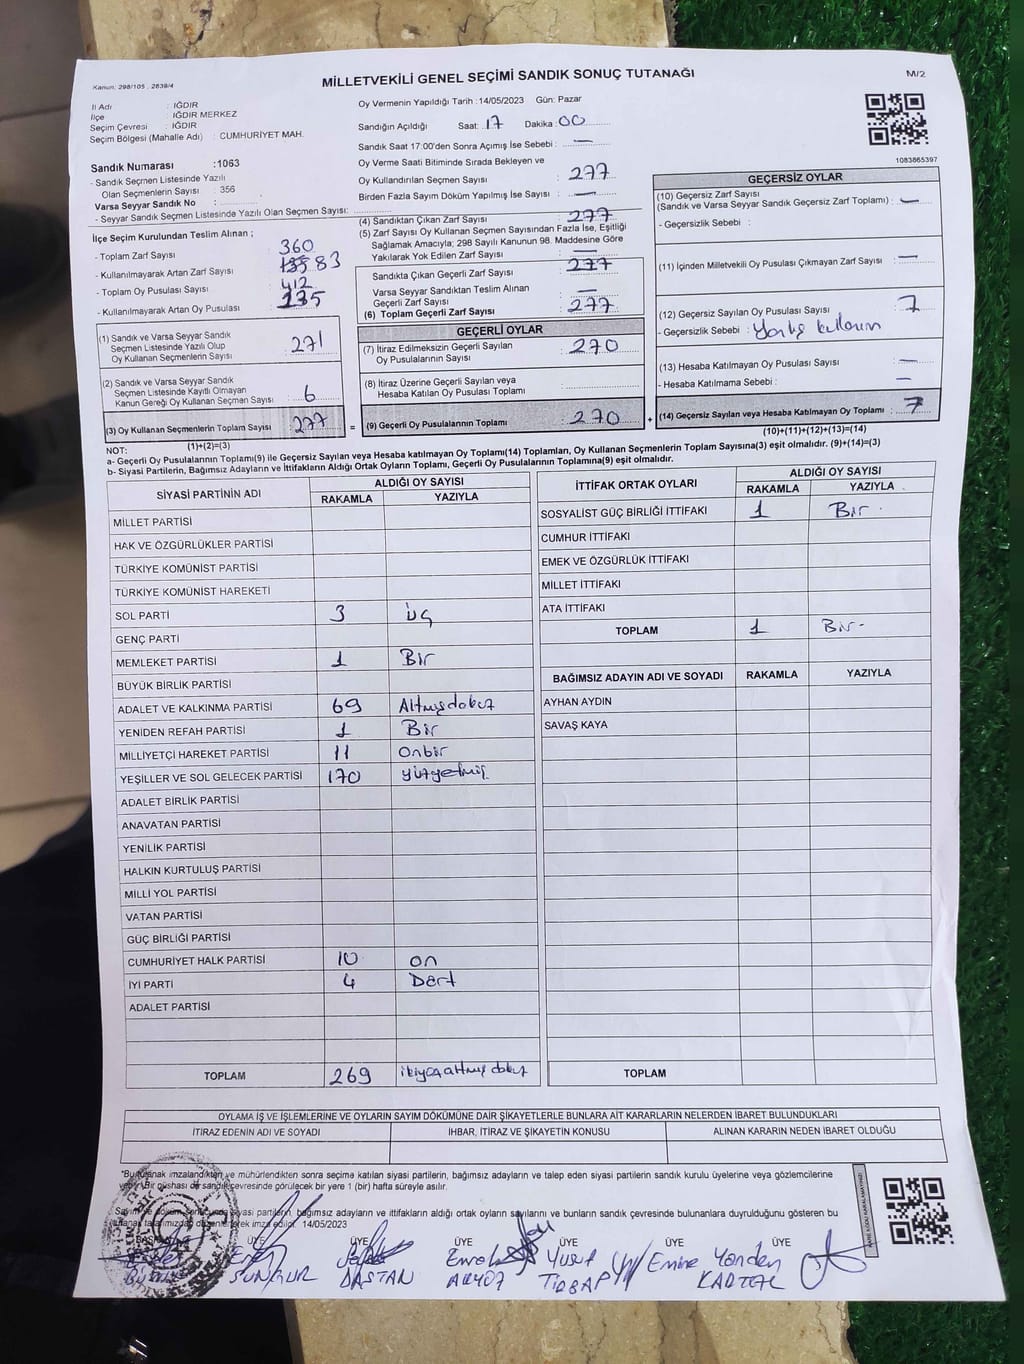 Kanun: 298/105, 2839/4
MİLLETVEKİLİ GENEL SEÇİMİ SANDIK SONUÇ TUTANAĞI
M/2
İl Adı : IĞDIR
İlçe : IĞDIR MERKEZ
Seçim Çevresi : IĞDIR
Seçim Bölgesi (Mahalle Adı) : CUMHURİYET MAH.
Sandık Numarası :1063
- Sandık Seçmen Listesinde Yazılı
Olan Seçmenlerin Sayısı : 356
Varsa Seyyar Sandık No :
- Seyyar Sandık Seçmen Listesinde Yazılı Olan Seçmen Sayısı:
Oy Vermenin Yapıldığı Tarih :14/05/2023 Gün: Pazar
Sandığın Açıldığı Saat: 17 Dakika: 00
Sandık Saat 17:00'den Sonra Açımış İse Sebebi : —
Oy Verme Saati Bitiminde Sırada Bekleyen ve
Oy Kullandırılan Seçmen Sayısı : 277
Birden Fazla Sayım Döküm Yapılmış İse Sayısı : —
1083865397
İlçe Seçim Kurulundan Teslim Alınan ;
- Toplam Zarf Sayısı : 360
- Kullanılmayarak Artan Zarf Sayısı : 83
- Toplam Oy Pusulası Sayısı : 412
- Kullanılmayarak Artan Oy Pusulası : 135
(4) Sandıktan Çıkan Zarf Sayısı : 277
(5) Zarf Sayısı Oy Kullanan Seçmen Sayısından Fazla İse, Eşitliği
Sağlamak Amacıyla; 298 Sayılı Kanunun 98. Maddesine Göre
Yakılarak Yok Edilen Zarf Sayısı : —
Sandıkta Çıkan Geçerli Zarf Sayısı : 277
Varsa Seyyar Sandıktan Teslim Alınan
Geçerli Zarf Sayısı : —
(6) Toplam Geçerli Zarf Sayısı : 277
GEÇERSİZ OYLAR
(10) Geçersiz Zarf Sayısı
(Sandık ve Varsa Seyyar Sandık Geçersiz Zarf Toplamı) : —
- Geçersizlik Sebebi :
(11) İçinden Milletvekili Oy Pusulası Çıkmayan Zarf Sayısı : —
(12) Geçersiz Sayılan Oy Pusulası Sayısı : 7
- Geçersizlik Sebebi : Yanlış kullanım
(13) Hesaba Katılmayan Oy Pusulası Sayısı : —
- Hesaba Katılmama Sebebi : —
(14) Geçersiz Sayılan veya Hesaba Katılmayan Oy Toplamı : 7
(10)+(11)+(12)+(13)=(14)
(1) Sandık ve Varsa Seyyar Sandık
Seçmen Listesinde Yazılı Olup
Oy Kullanan Seçmenlerin Sayısı : 271
(2) Sandık ve Varsa Seyyar Sandık
Seçmen Listesinde Kayıtlı Olmayan
Kanun Gereği Oy Kullanan Seçmen Sayısı : 6
(3) Oy Kullanan Seçmenlerin Toplam Sayısı : 277
(1)+(2)=(3)
GEÇERLİ OYLAR
(7) İtiraz Edilmeksizin Geçerli Sayılan
Oy Pusulalarının Sayısı : 270
(8) İtiraz Üzerine Geçerli Sayılan veya
Hesaba Katılan Oy Pusulası Toplamı :
(9) Geçerli Oy Pusulalarının Toplamı : 270
NOT:
a- Geçerli Oy Pusulalarının Toplamı(9) ile Geçersiz Sayılan veya Hesaba katılmayan Oy Toplamı(14) Toplamları, Oy Kullanan Seçmenlerin Toplam Sayısına(3) eşit olmalıdır. (9)+(14)=(3)
b- Siyasi Partilerin, Bağımsız Adayların ve İttifakların Aldığı Ortak Oyların Toplamı, Geçerli Oy Pusulalarının Toplamına(9) eşit olmalıdır.
SİYASİ PARTİNİN ADI ALDIĞI OY SAYISI
RAKAMLA YAZIYLA
MİLLET PARTİSİ
HAK VE ÖZGÜRLÜKLER PARTİSİ
TÜRKİYE KOMÜNİST PARTİSİ
TÜRKİYE KOMÜNİST HAREKETİ
SOL PARTİ 3 üç
GENÇ PARTİ
MEMLEKET PARTİSİ 1 Bir
BÜYÜK BİRLİK PARTİSİ
ADALET VE KALKINMA PARTİSİ 69 Altmışdokuz
YENİDEN REFAH PARTİSİ 1 Bir
MİLLİYETÇİ HAREKET PARTİSİ 11 Onbir
YEŞİLLER VE SOL GELECEK PARTİSİ 170 yüzyetmiş
ADALET BİRLİK PARTİSİ
ANAVATAN PARTİSİ
YENİLİK PARTİSİ
HALKIN KURTULUŞ PARTİSİ
MİLLİ YOL PARTİSİ
VATAN PARTİSİ
GÜÇ BİRLİĞİ PARTİSİ
CUMHURİYET HALK PARTİSİ 10 on
İYİ PARTİ 4 Dört
ADALET PARTİSİ
TOPLAM 269 ikiyüzaltmışdokuz
İTTİFAK ORTAK OYLARI ALDIĞI OY SAYISI
RAKAMLA YAZIYLA
SOSYALİST GÜÇ BİRLİĞİ İTTİFAKI 1 Bir
CUMHUR İTTİFAKI
EMEK VE ÖZGÜRLÜK İTTİFAKI
MİLLET İTTİFAKI
ATA İTTİFAKI
TOPLAM 1 Bir
BAĞIMSIZ ADAYIN ADI VE SOYADI RAKAMLA YAZIYLA
AYHAN AYDIN
SAVAŞ KAYA
TOPLAM
OYLAMA İŞ VE İŞLEMLERİNE VE OYLARIN SAYIM DÖKÜMÜNE DAİR ŞİKAYETLERLE BUNLARA AİT KARARLARIN NELERDEN İBARET BULUNDUKLARI
İTİRAZ EDENİN ADI VE SOYADI İHBAR, İTİRAZ VE ŞİKAYETİN KONUSU ALINAN KARARIN NEDEN İBARET OLDUĞU
*Bu tutanak imzalandıktan ve mühürlendikten sonra seçime katılan siyasi partilerin, bağımsız adayların ve talep eden siyasi partilerin sandık kurulu üyelerine veya gözlemcilerine
verilir. Bir nüshası da sandık çevresinde görülecek bir yere 1 (bir) hafta süreyle asılır.
Sayım ve döküm sonucunda siyasi partilerin, bağımsız adayların ve ittifakların aldığı ortak oyların sayılarını ve bunların sandık çevresinde bulunanlara duyrulduğunu gösteren bu
tutanak tarafımızdan düzenlenerek imza edildi. 14/05/2023
ÜYE ÜYE ÜYE ÜYE ÜYE ÜYE
Yusuf Emine Yonden
SUNGUR DASTAN KARTAL